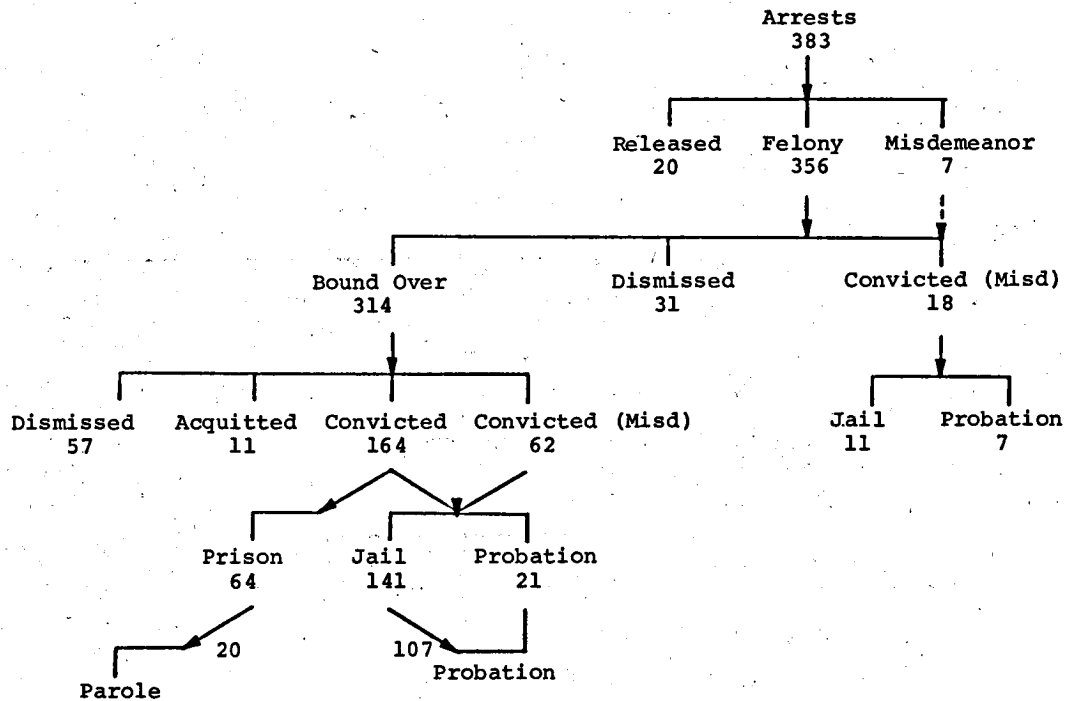 Arrests
383
Released Felony Misdemeanor
20 356 7
Bound Over Dismissed Convicted (Misd)
314 31 18
Dismissed Acquitted Convicted Convicted (Misd) Jail Probation
57 11 164 62 11 7
Prison Jail Probation
64 141 21
20 107
Probation
Parole